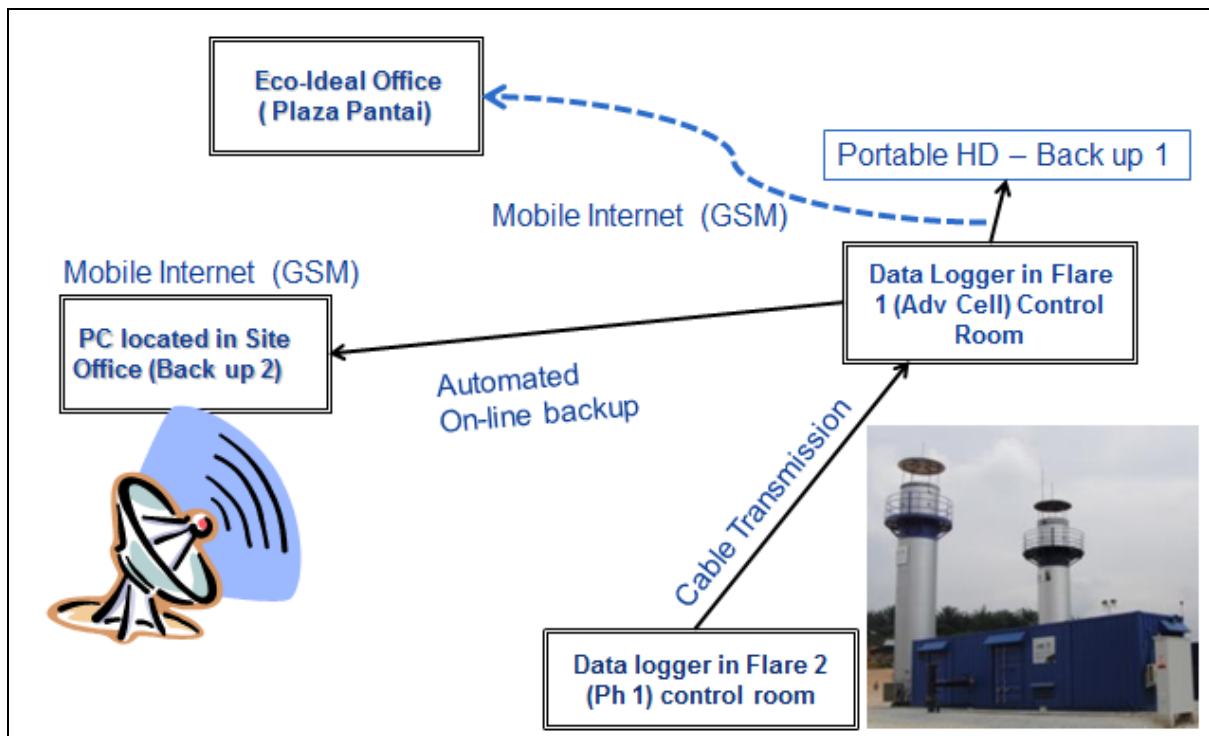 Eco-Ideal Office
( Plaza Pantai)
Portable HD – Back up 1
Mobile Internet (GSM)
Mobile Internet (GSM)
Data Logger in Flare
1 (Adv Cell) Control
Room
PC located in Site
Office (Back up 2)
Automated
On-line backup
Cable Transmission
Data logger in Flare 2
(Ph 1) control room